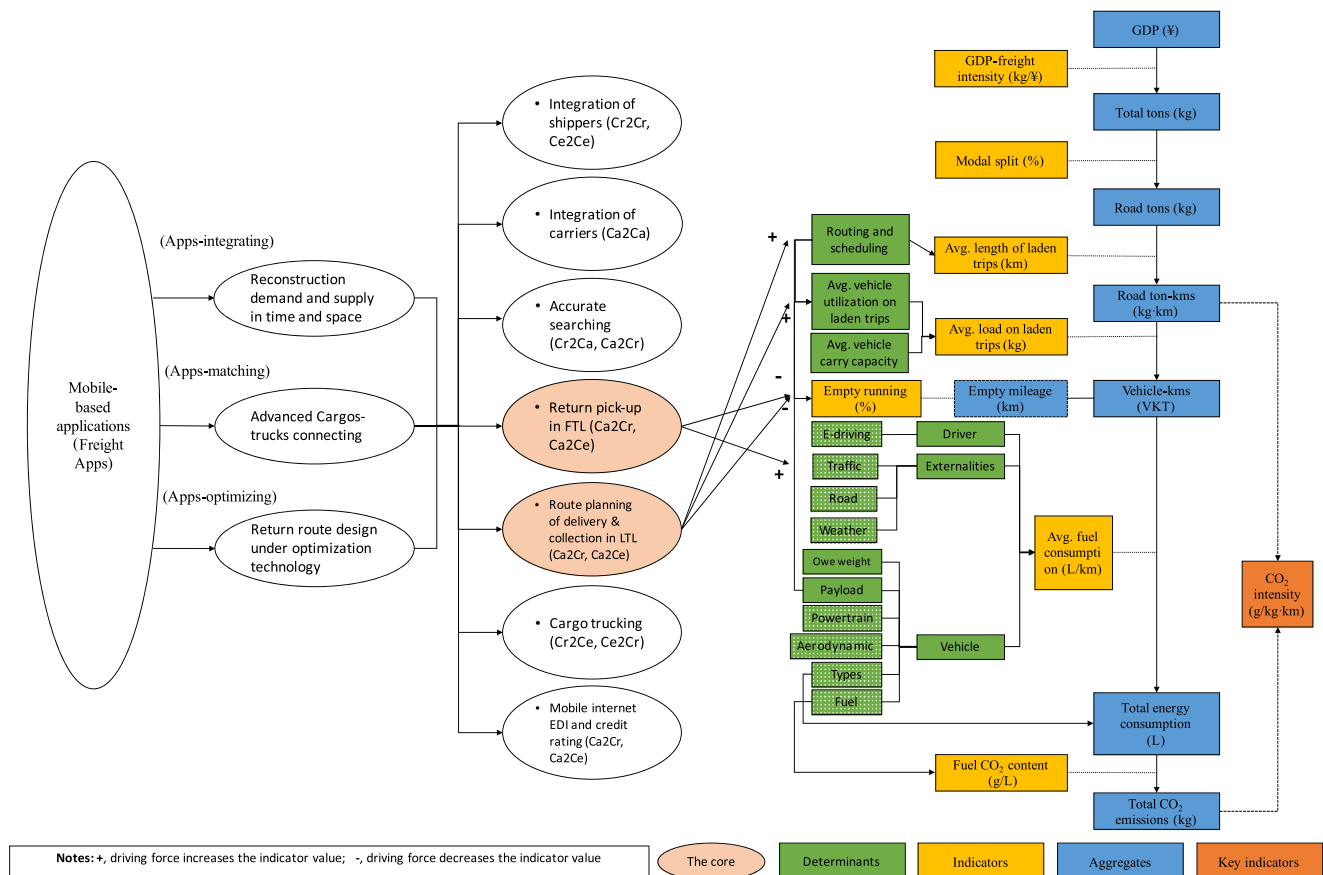 Mobile-
based
applications
(Freight
Apps)
(Apps-integrating)
Reconstruction
demand and supply
in time and space
(Apps-matching)
Advanced Cargos-
trucks connecting
(Apps-optimizing)
Return route design
under optimization
technology
• Integration of
shippers (Cr2Cr,
Ce2Ce)
• Integration of
carriers (Ca2Ca)
• Accurate
searching
(Cr2Ca, Ca2Cr)
• Return pick-up
in FTL (Ca2Cr,
Ca2Ce)
• Route planning
of delivery &
collection in LTL
(Ca2Cr, Ca2Ce)
• Cargo trucking
(Cr2Ce, Ce2Cr)
• Mobile internet
EDI and credit
rating (Ca2Cr,
Ca2Ce)
+
+
-
-
+
Routing and
scheduling
Avg. vehicle
utilization on
laden trips
Avg. vehicle
carry capacity
Empty running
(%)
E-driving
Traffic
Road
Weather
Owe weight
Payload
Powertrain
Aerodynamic
Types
Fuel
Driver
Externalities
Vehicle
GDP-freight
intensity (kg/¥)
Modal split (%)
Avg. length of laden
trips (km)
Avg. load on laden
trips (kg)
Empty mileage
(km)
Avg. fuel
consumpti
on (L/km)
Fuel CO2 content
(g/L)
GDP (¥)
Total tons (kg)
Road tons (kg)
Road ton-kms
(kg·km)
Vehicle-kms
(VKT)
Total energy
consumption
(L)
Total CO2
emissions (kg)
CO2
intensity
(g/kg·km)
Notes: +, driving force increases the indicator value; -, driving force decreases the indicator value
The core
Determinants
Indicators
Aggregates
Key indicators